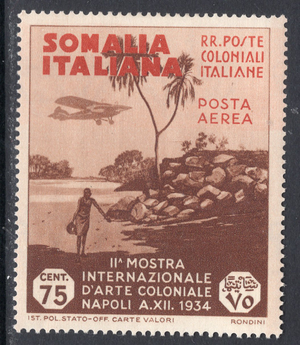 SOMALIA
ITALIANA
RR. POSTE
COLONIALI
ITALIANE
POSTA
AEREA
IIᴬ MOSTRA
INTERNAZIONALE
D'ARTE COLONIALE
NAPOLI A.XII. 1934
CENT.
75
IST. POL. STATO-OFF. CARTE VALORI
RONDINI